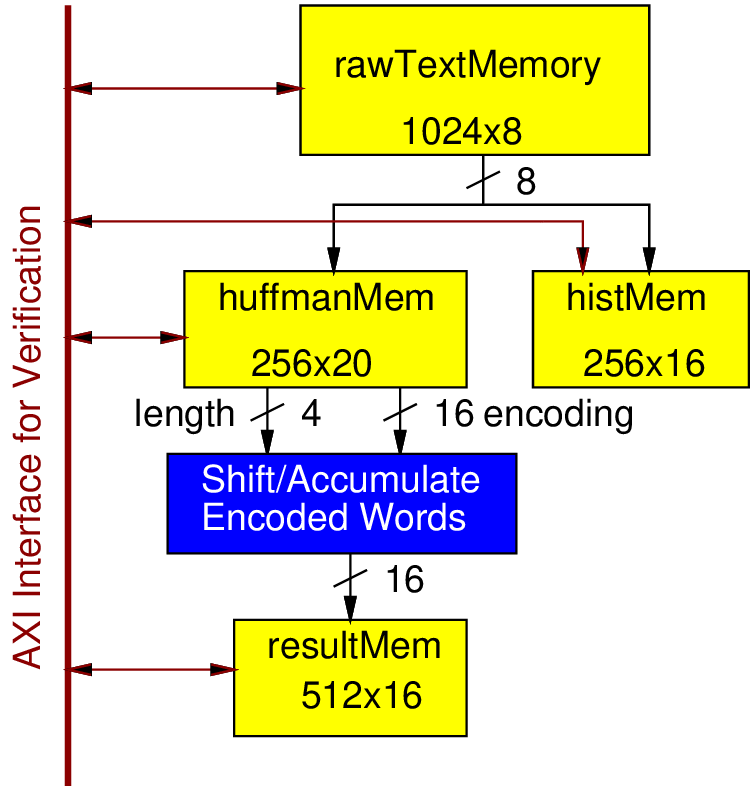 rawTextMemory
1024x8
8
AXI Interface for Verification
huffmanMem
256x20
histMem
256x16
length 4
16 encoding
Shift/Accumulate
Encoded Words
16
resultMem
512x16